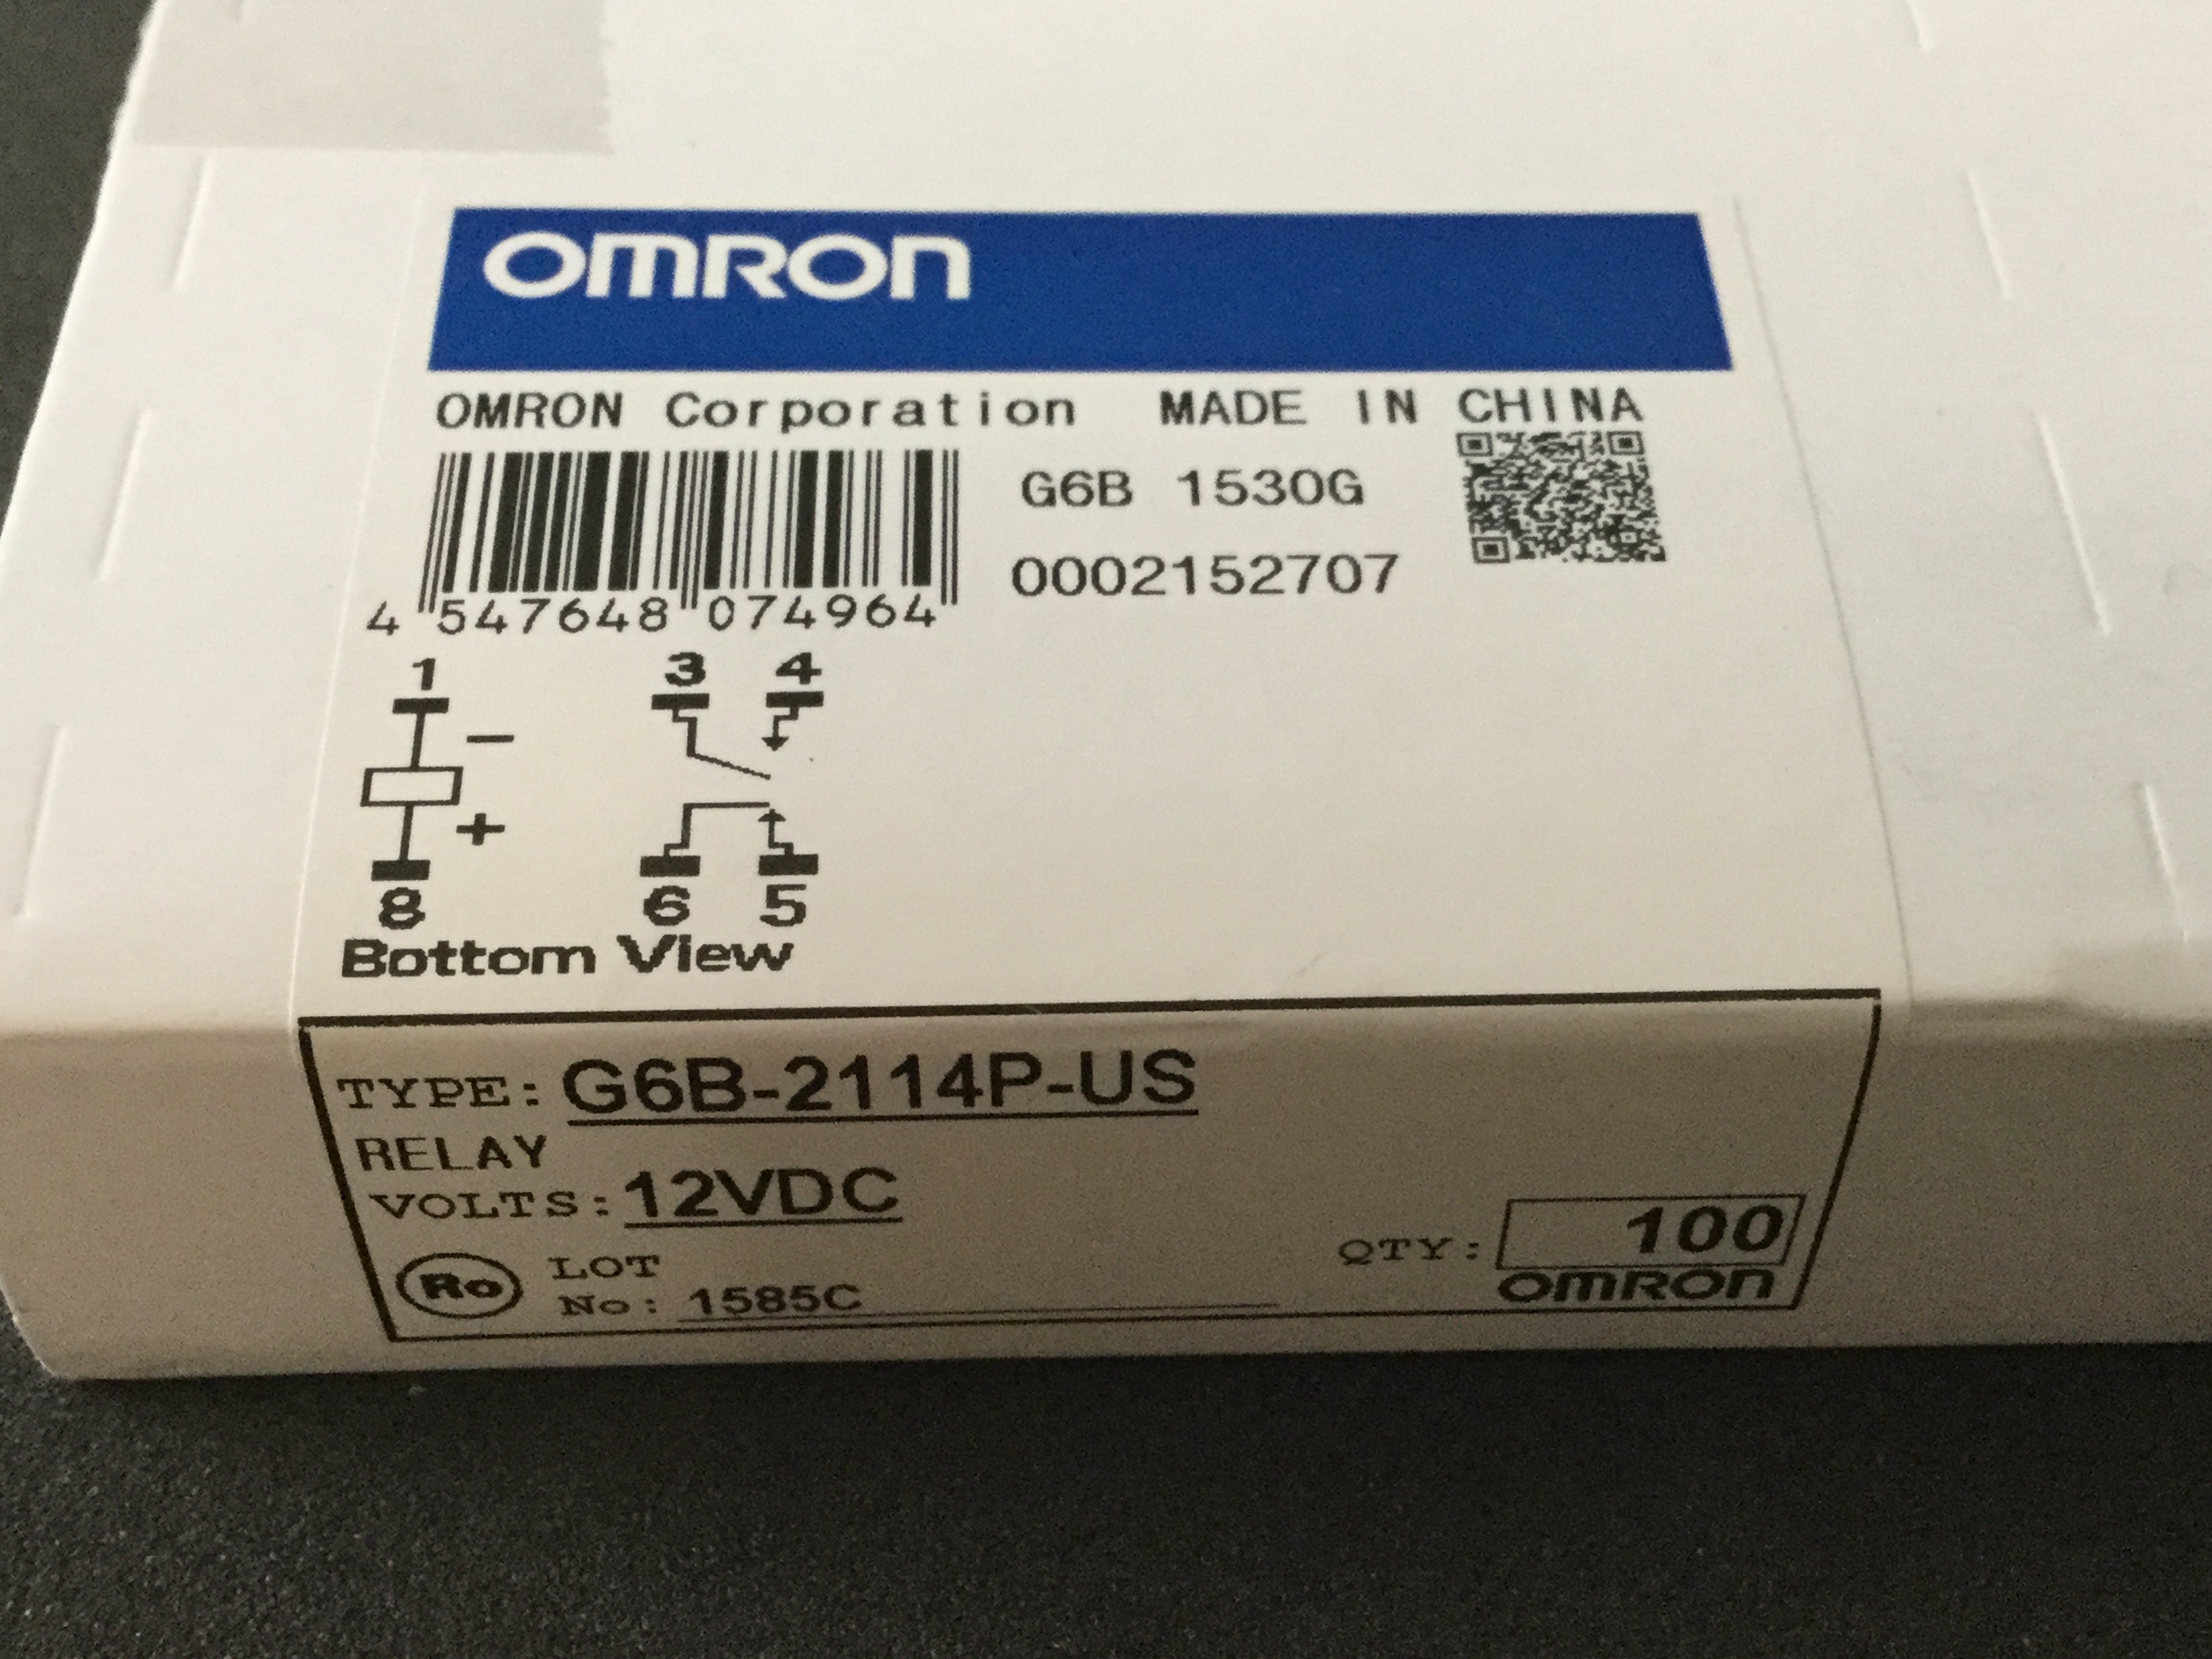 OMRON
OMRON Corporation MADE IN CHINA
G6B 1530G
0002152707
4 547648 074964
1 3 4
−
+
8 6 5
Bottom View
TYPE: G6B-2114P-US
RELAY
VOLTS: 12VDC
QTY: 100
Ro LOT
No: 1585C
OMRON